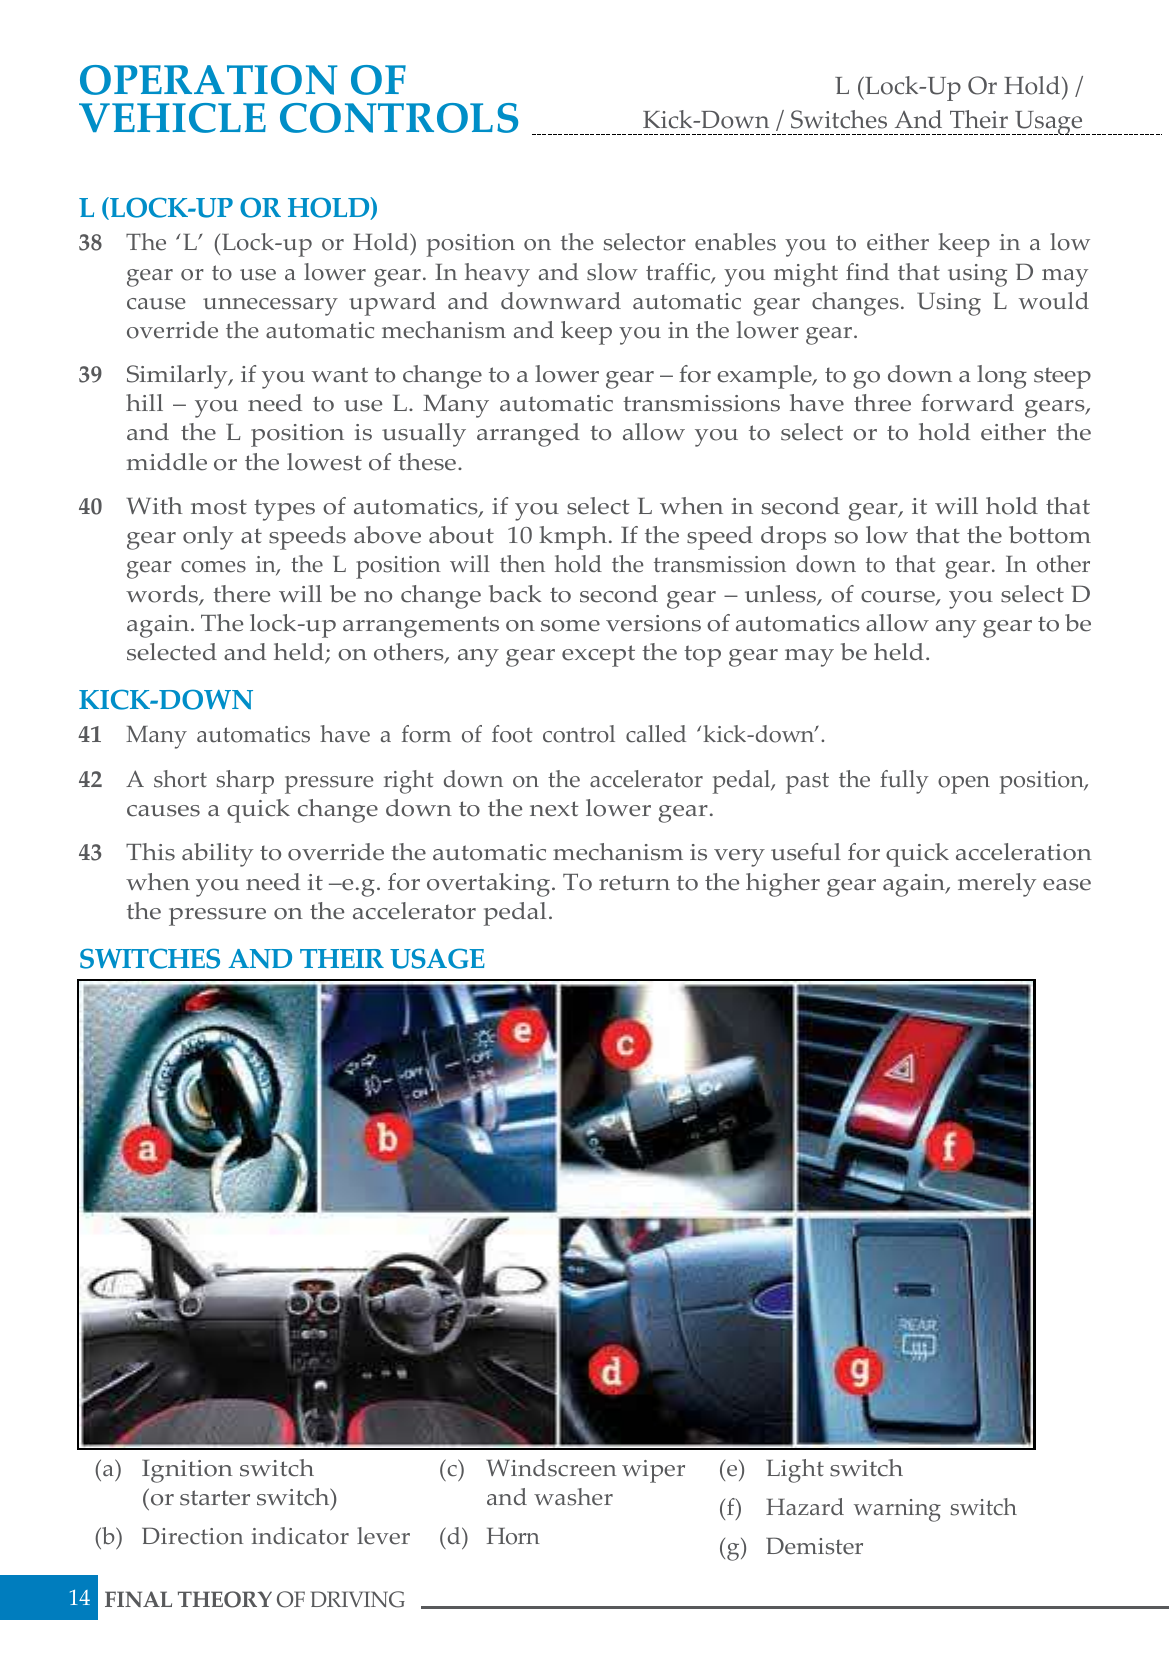 OPERATION OF
VEHICLE CONTROLS
L (Lock-Up Or Hold) /
Kick-Down / Switches And Their Usage
L (LOCK-UP OR HOLD)
38 The ‘L’ (Lock-up or Hold) position on the selector enables you to either keep in a low
gear or to use a lower gear. In heavy and slow traffic, you might find that using D may
cause unnecessary upward and downward automatic gear changes. Using L would
override the automatic mechanism and keep you in the lower gear.
39 Similarly, if you want to change to a lower gear – for example, to go down a long steep
hill – you need to use L. Many automatic transmissions have three forward gears,
and the L position is usually arranged to allow you to select or to hold either the
middle or the lowest of these.
40 With most types of automatics, if you select L when in second gear, it will hold that
gear only at speeds above about 10 kmph. If the speed drops so low that the bottom
gear comes in, the L position will then hold the transmission down to that gear. In other
words, there will be no change back to second gear – unless, of course, you select D
again. The lock-up arrangements on some versions of automatics allow any gear to be
selected and held; on others, any gear except the top gear may be held.
KICK-DOWN
41 Many automatics have a form of foot control called ‘kick-down’.
42 A short sharp pressure right down on the accelerator pedal, past the fully open position,
causes a quick change down to the next lower gear.
43 This ability to override the automatic mechanism is very useful for quick acceleration
when you need it –e.g. for overtaking. To return to the higher gear again, merely ease
the pressure on the accelerator pedal.
SWITCHES AND THEIR USAGE
LOCK
a
OFF
OFF
ON
e
b
c
f
d
REAR
g
(a) Ignition switch
(or starter switch)
(b) Direction indicator lever
(c) Windscreen wiper
and washer
(d) Horn
(e) Light switch
(f) Hazard warning switch
(g) Demister
14 FINAL THEORY OF DRIVING